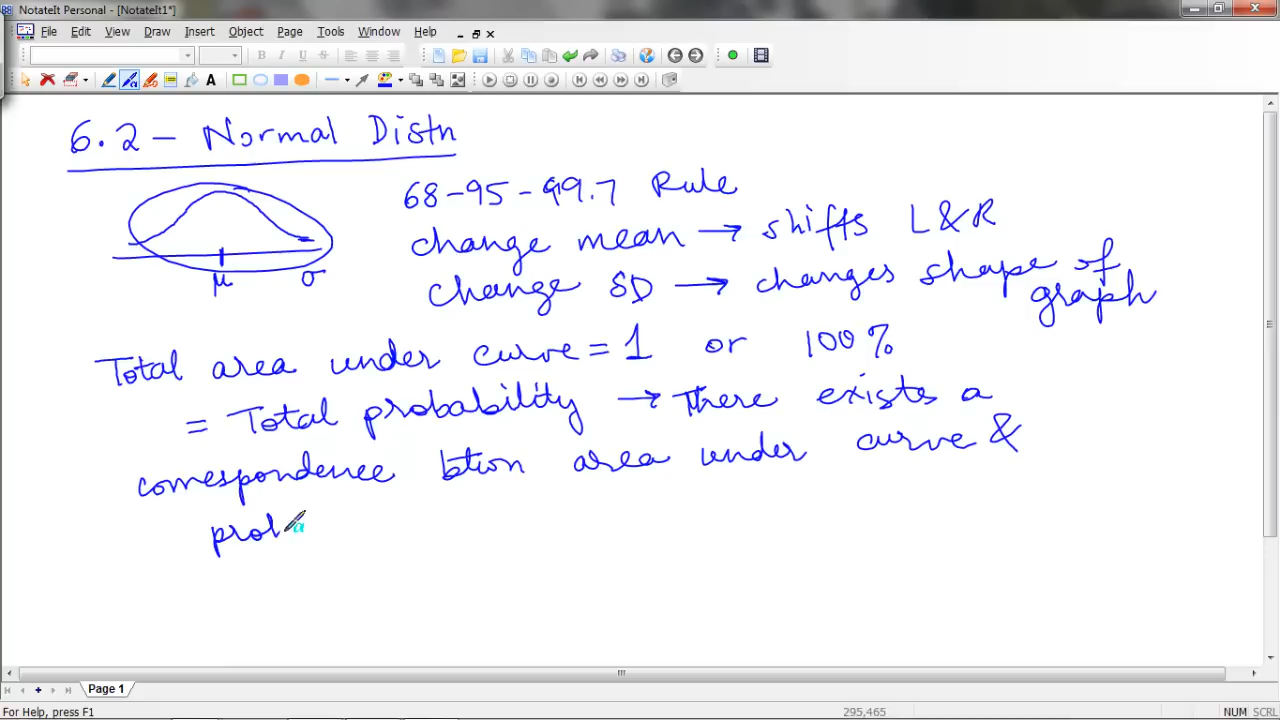 NotateIt Personal - [NotateIt1*]
File Edit View Draw Insert Object Page Tools Window Help
6.2 - Normal Distn
68-95-99.7 Rule
change mean → shifts L & R
μ σ
change SD → changes shape of
graph
Total area under curve = 1 or 100%
= Total probability → There exists a
correspondence btwn area under curve &
proba
Page 1
For Help, press F1 295,465 NUM SCRL